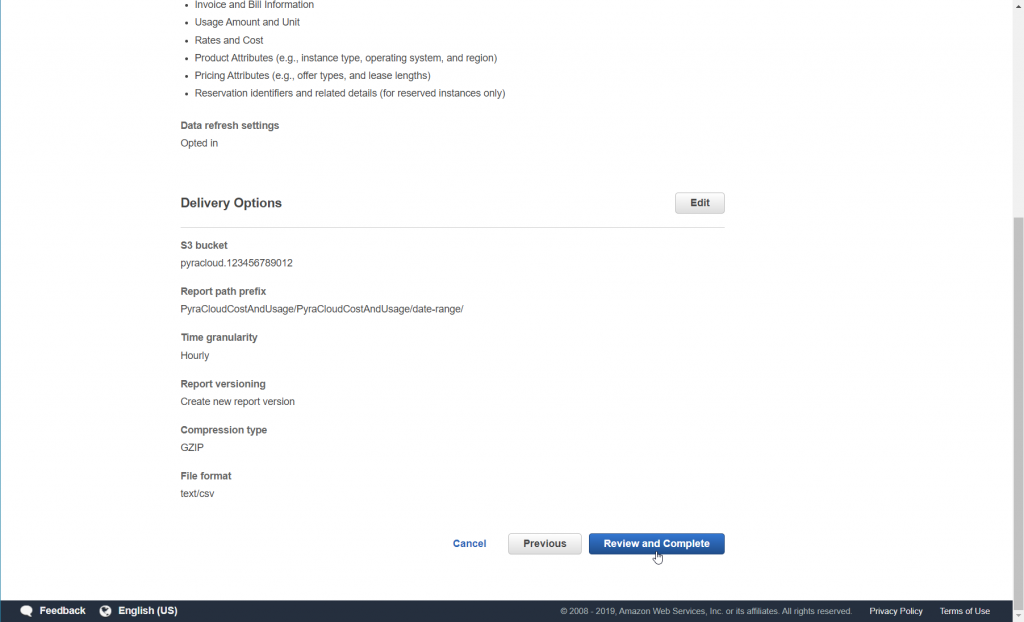 Invoice and Bill Information
Usage Amount and Unit
Rates and Cost
Product Attributes (e.g., instance type, operating system, and region)
Pricing Attributes (e.g., offer types, and lease lengths)
Reservation identifiers and related details (for reserved instances only)
Data refresh settings
Opted in
Delivery Options
Edit
S3 bucket
pyracloud.123456789012
Report path prefix
PyraCloudCostAndUsage/PyraCloudCostAndUsage/date-range/
Time granularity
Hourly
Report versioning
Create new report version
Compression type
GZIP
File format
text/csv
Cancel Previous Review and Complete
Feedback English (US) © 2008 - 2019, Amazon Web Services, Inc. or its affiliates. All rights reserved. Privacy Policy Terms of Use